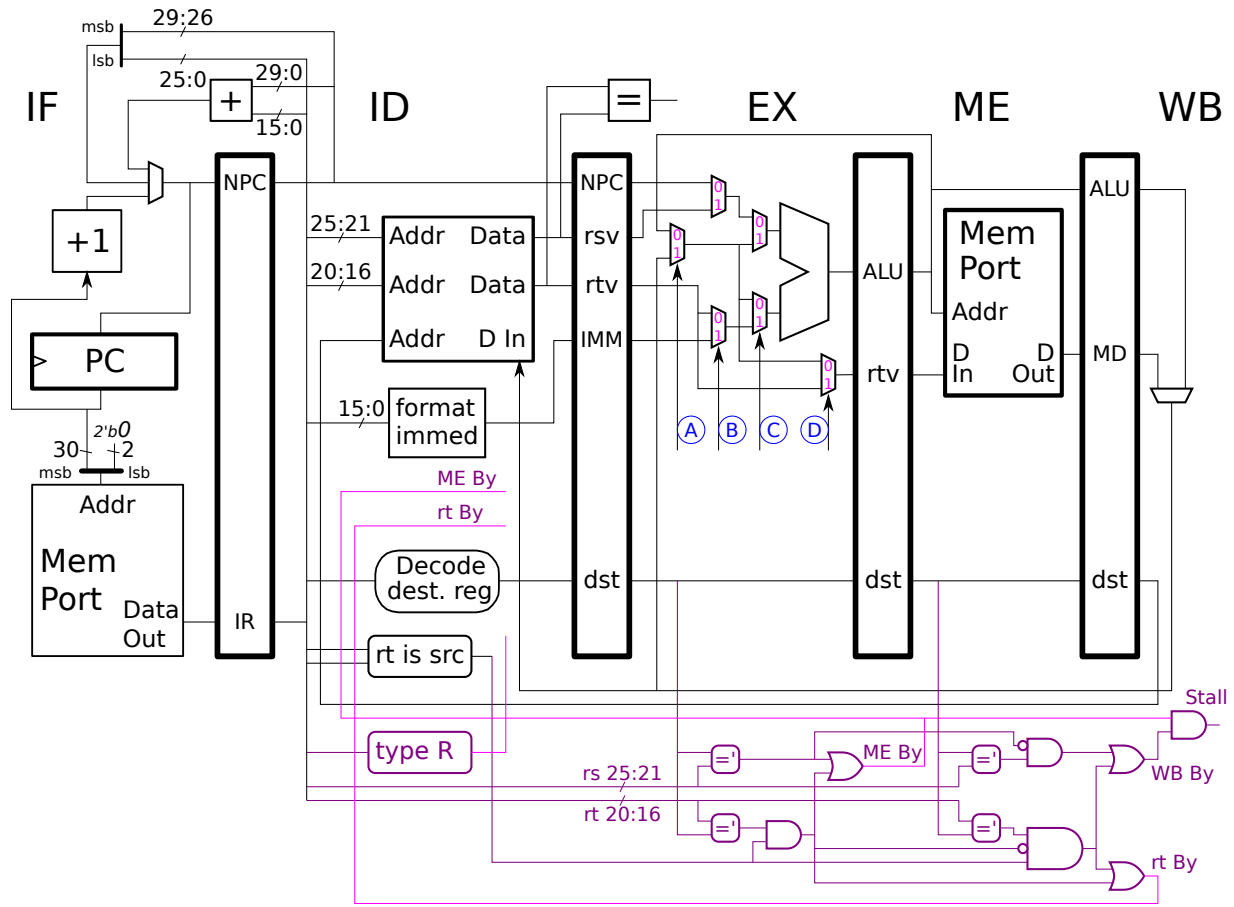 29:26
msb
lsb
25:0
29:0
15:0
+
=
IF
ID
EX
ME
WB
NPC
NPC
ALU
+1
25:21
20:16
Addr
Data
Addr
Data
Addr
D In
rsv
rtv
IMM
0
1
0
1
0
1
0
1
0
1
0
1
ALU
rtv
Mem
Port
Addr
D
In
D
Out
MD
PC
15:0
format
immed
A
B
C
D
2'b0
30
2
msb
lsb
Addr
Mem
Port
Data
Out
IR
ME By
rt By
Decode
dest. reg
dst
dst
dst
rt is src
type R
rs 25:21
rt 20:16
='
='
='
='
ME By
Stall
WB By
rt By